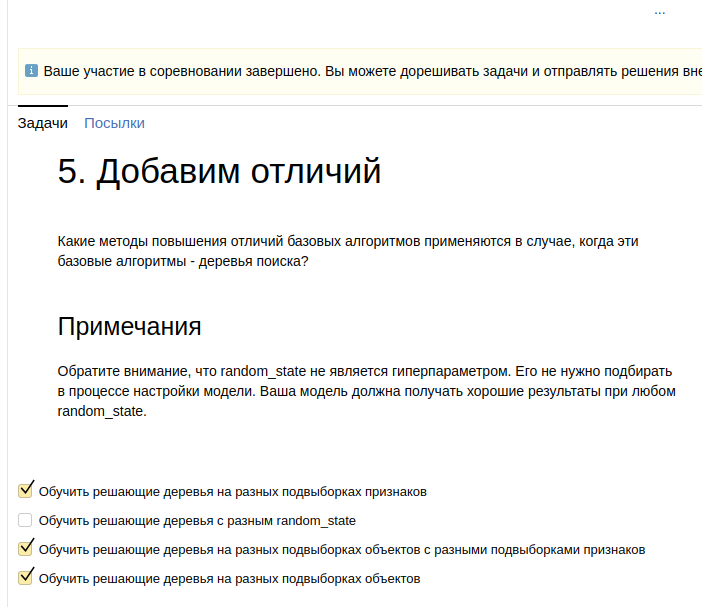 ...
Ваше участие в соревновании завершено. Вы можете дорешивать задачи и отправлять решения вне
Задачи Посылки
5. Добавим отличий
Какие методы повышения отличий базовых алгоритмов применяются в случае, когда эти
базовые алгоритмы - деревья поиска?
Примечания
Обратите внимание, что random_state не является гиперпараметром. Его не нужно подбирать
в процессе настройки модели. Ваша модель должна получать хорошие результаты при любом
random_state.
Обучить решающие деревья на разных подвыборках признаков
Обучить решающие деревья с разным random_state
Обучить решающие деревья на разных подвыборках объектов с разными подвыборками признаков
Обучить решающие деревья на разных подвыборках объектов